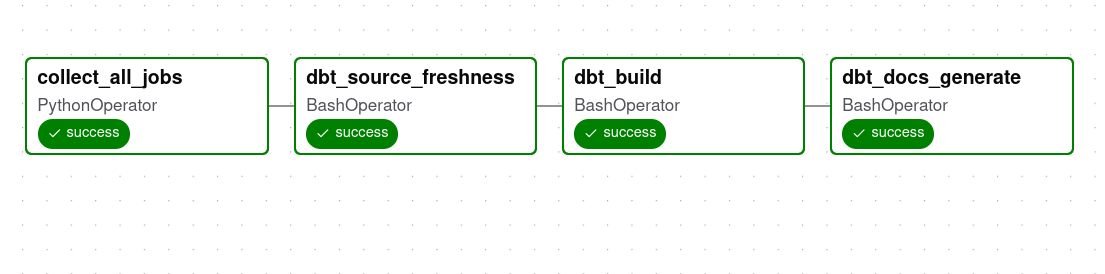 collect_all_jobs
PythonOperator
success
dbt_source_freshness
BashOperator
success
dbt_build
BashOperator
success
dbt_docs_generate
BashOperator
success